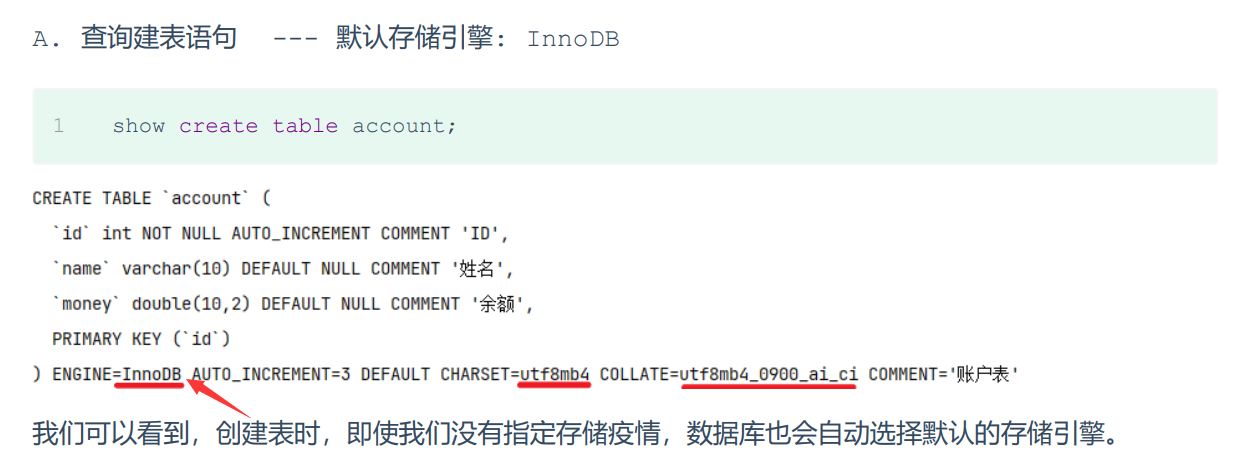 A. 查询建表语句 --- 默认存储引擎: InnoDB
1 show create table account;
CREATE TABLE `account` (
`id` int NOT NULL AUTO_INCREMENT COMMENT 'ID',
`name` varchar(10) DEFAULT NULL COMMENT '姓名',
`money` double(10,2) DEFAULT NULL COMMENT '余额',
PRIMARY KEY (`id`)
) ENGINE=InnoDB AUTO_INCREMENT=3 DEFAULT CHARSET=utf8mb4 COLLATE=utf8mb4_0900_ai_ci COMMENT='账户表'
我们可以看到，创建表时，即使我们没有指定存储疫情，数据库也会自动选择默认的存储引擎。